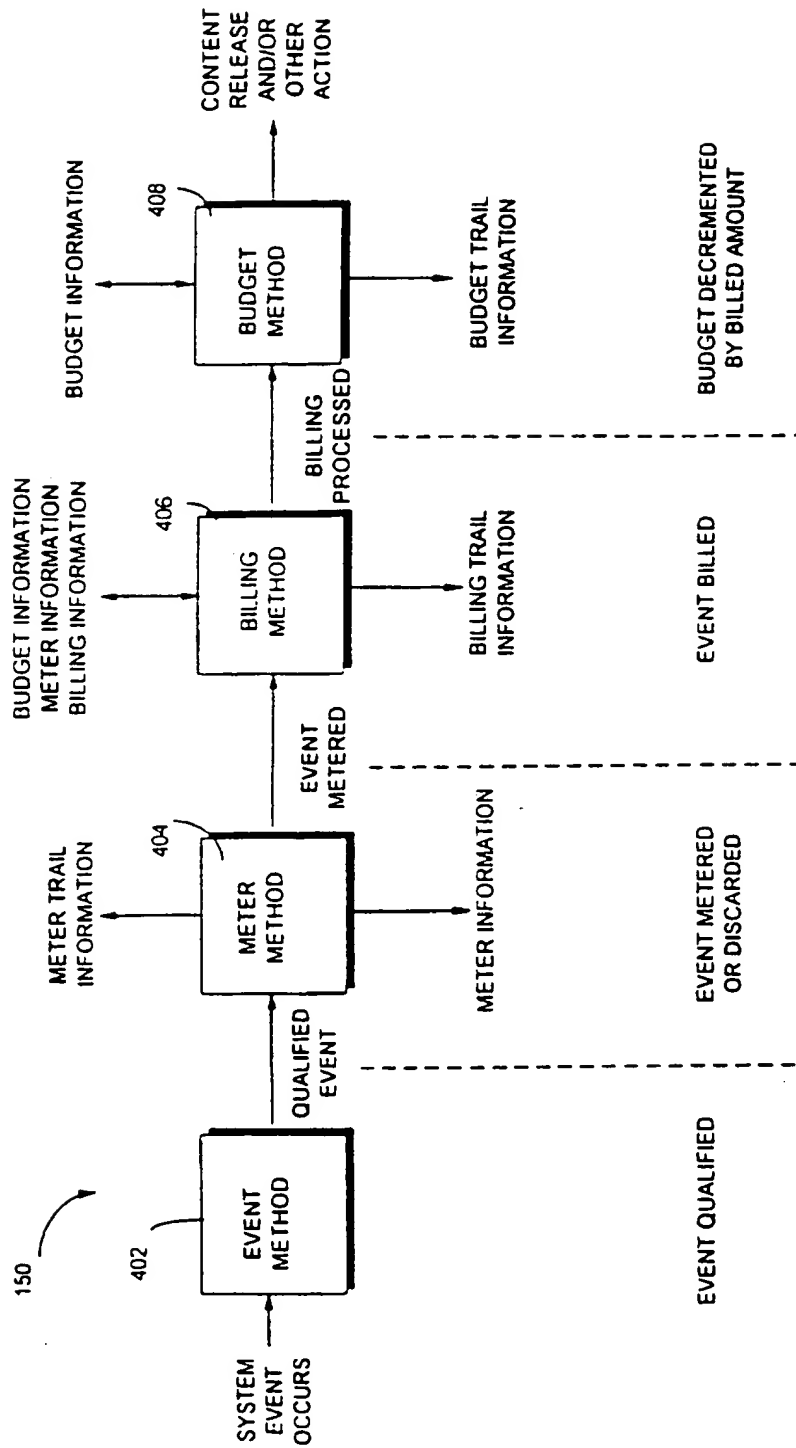 150
SYSTEM
EVENT
OCCURS
402
EVENT
METHOD
QUALIFIED
EVENT
EVENT QUALIFIED
METER TRAIL
INFORMATION
404
METER
METHOD
EVENT
METERED
METER INFORMATION
EVENT METERED
OR DISCARDED
BUDGET INFORMATION
METER INFORMATION
BILLING INFORMATION
406
BILLING
METHOD
BILLING
PROCESSED
BILLING TRAIL
INFORMATION
EVENT BILLED
BUDGET INFORMATION
408
BUDGET
METHOD
CONTENT
RELEASE
AND/OR
OTHER
ACTION
BUDGET TRAIL
INFORMATION
BUDGET DECREMENTED
BY BILLED AMOUNT